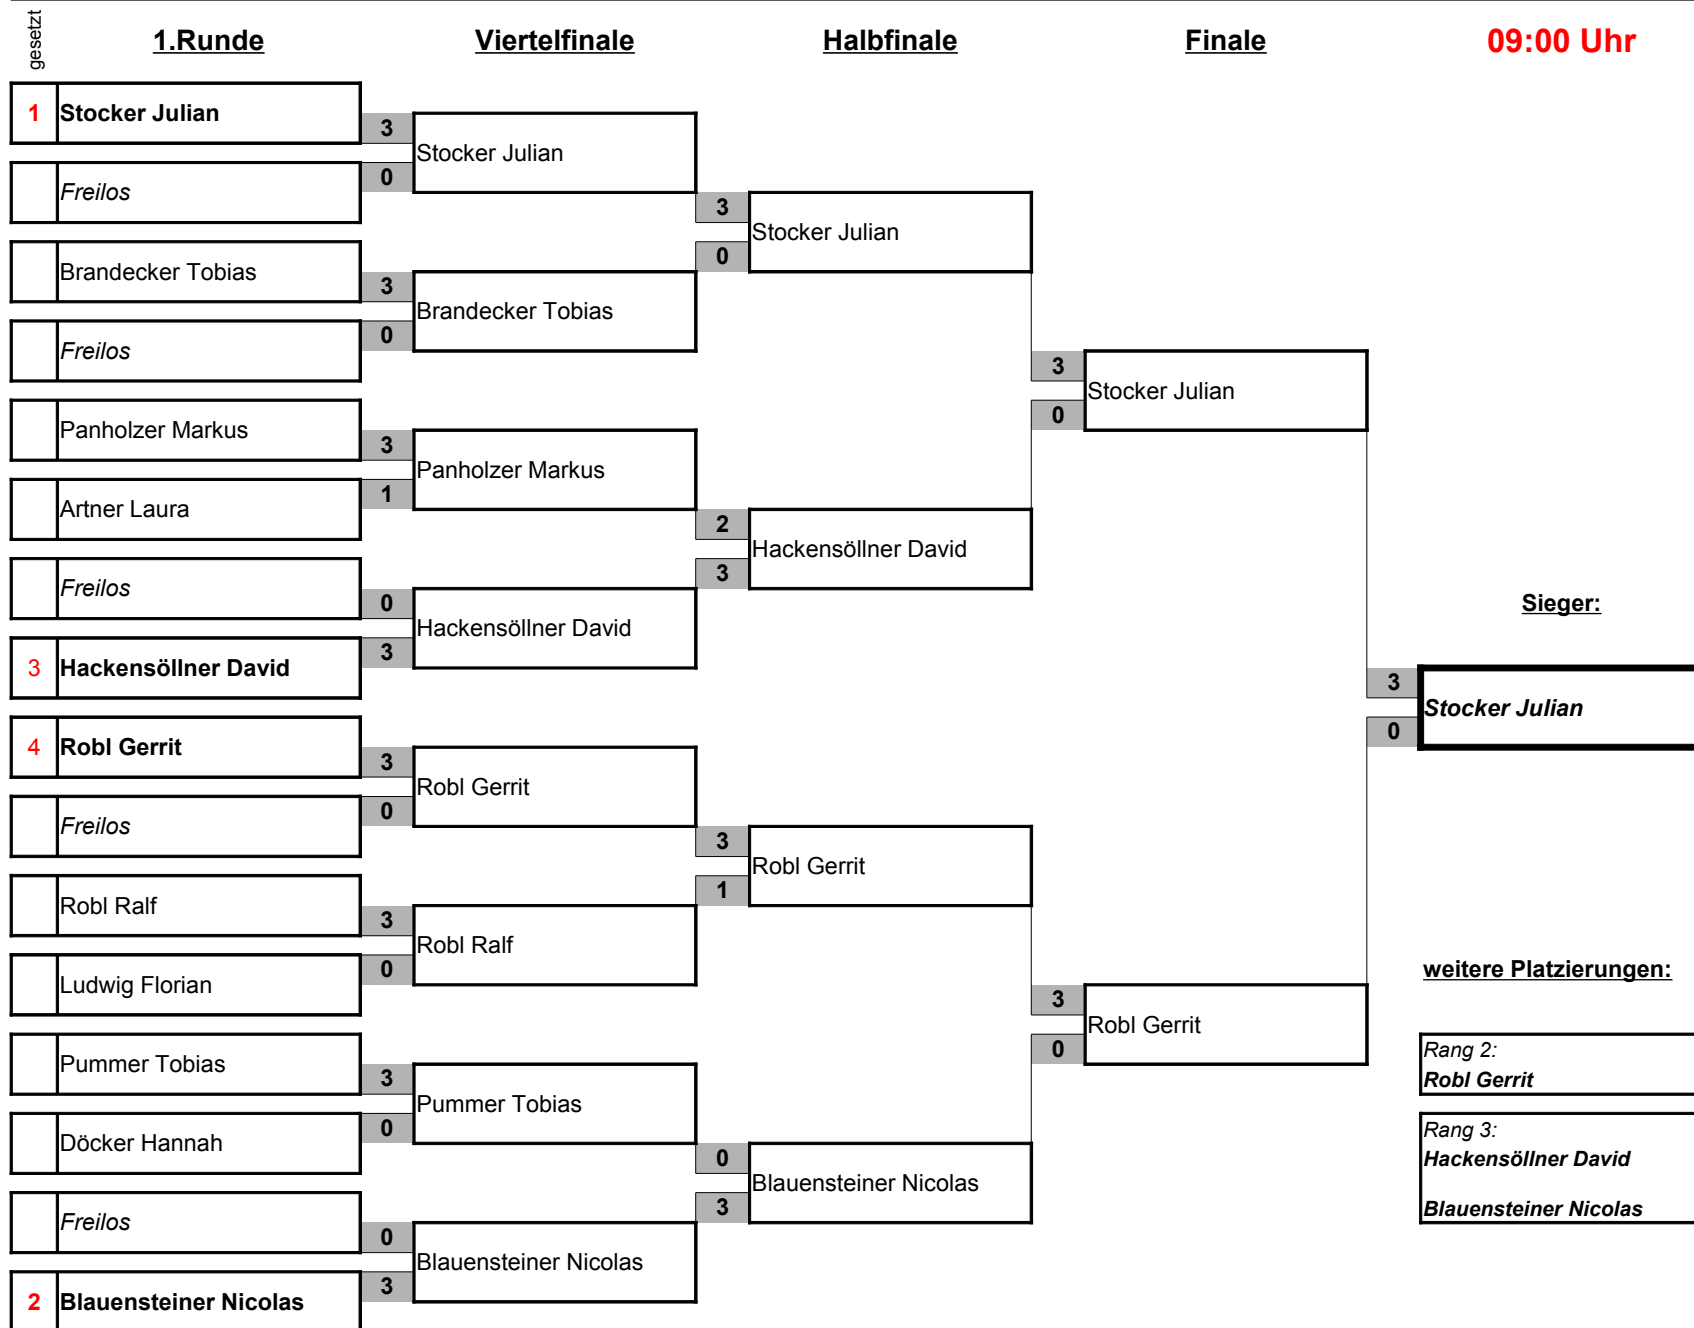 gesetzt
1.Runde
Viertelfinale
Halbfinale
Finale
09:00 Uhr
1 Stocker Julian
3
Stocker Julian
0
Freilos
3
Stocker Julian
0
Brandecker Tobias
3
Brandecker Tobias
0
Freilos
3
Stocker Julian
0
Panholzer Markus
3
Panholzer Markus
1
Artner Laura
2
Hackensöllner David
3
Freilos
0
Hackensöllner David
3
3 Hackensöllner David
Sieger:
3
Stocker Julian
0
4 Robl Gerrit
3
Robl Gerrit
0
Freilos
3
Robl Gerrit
1
Robl Ralf
3
Robl Ralf
0
Ludwig Florian
3
Robl Gerrit
0
weitere Platzierungen:
Rang 2:
Robl Gerrit
Rang 3:
Hackensöllner David
Blauensteiner Nicolas
Pummer Tobias
3
Pummer Tobias
0
Döcker Hannah
0
Blauensteiner Nicolas
3
Freilos
0
Blauensteiner Nicolas
3
2 Blauensteiner Nicolas